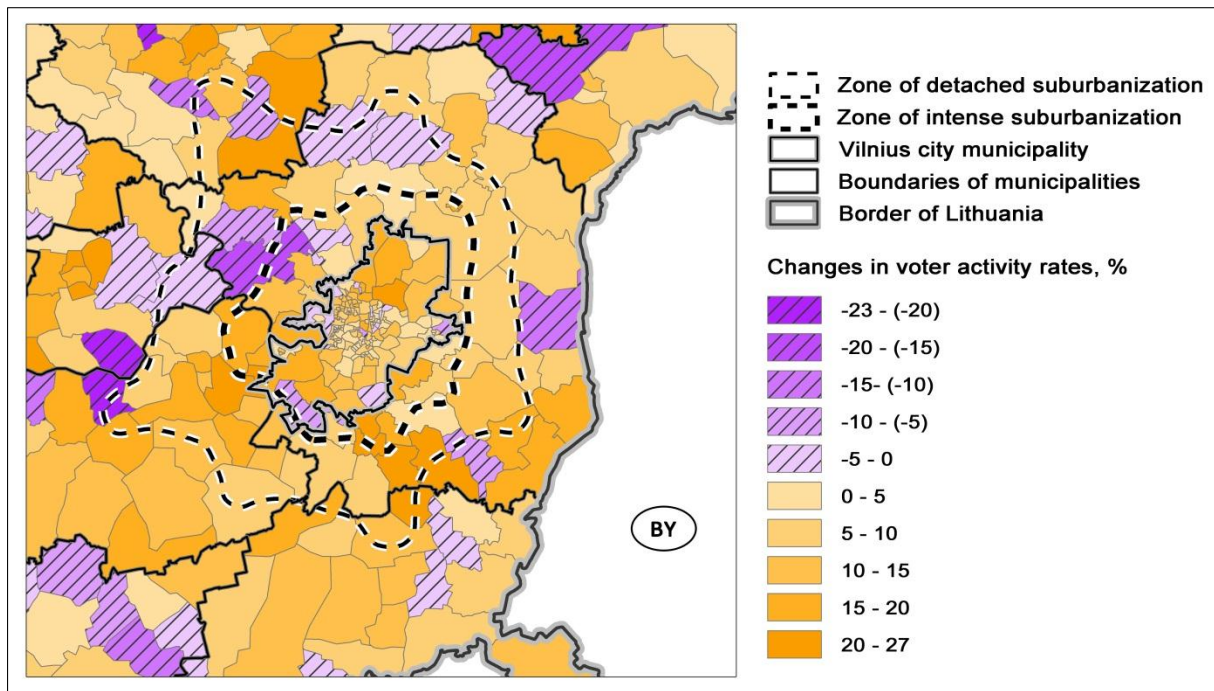 Zone of detached suburbanization
Zone of intense suburbanization
Vilnius city municipality
Boundaries of municipalities
Border of Lithuania
Changes in voter activity rates, %
-23 - (-20)
-20 - (-15)
-15- (-10)
-10 - (-5)
-5 - 0
0 - 5
5 - 10
10 - 15
15 - 20
20 - 27
BY